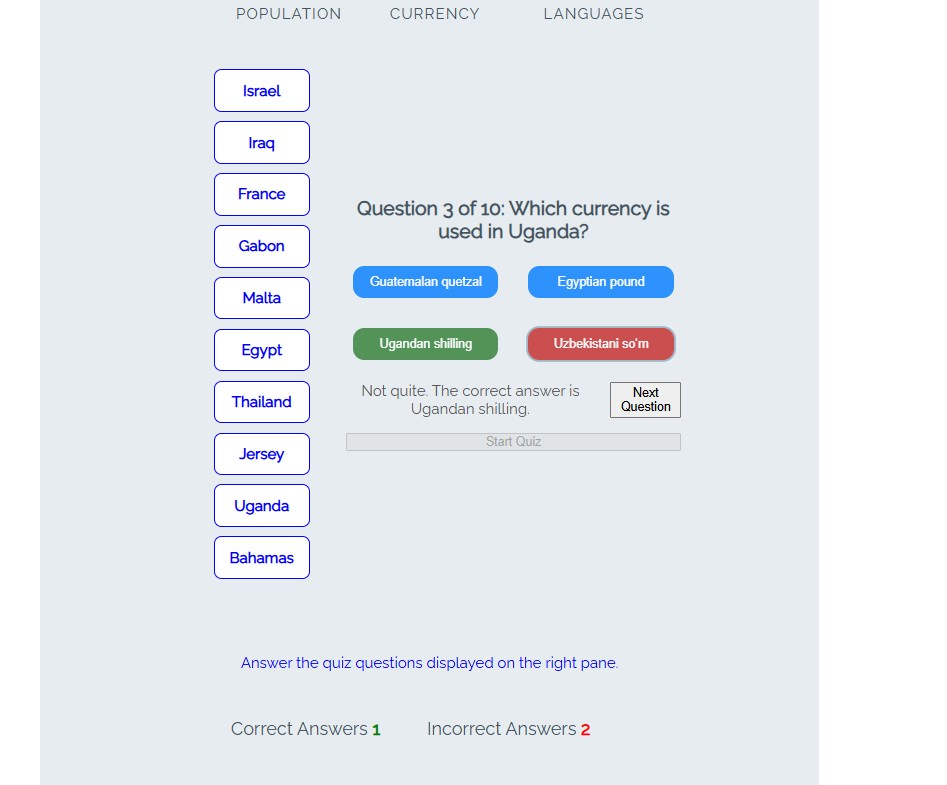 POPULATION CURRENCY LANGUAGES
Israel
Iraq
France
Gabon
Malta
Egypt
Thailand
Jersey
Uganda
Bahamas
Question 3 of 10: Which currency is
used in Uganda?
Guatemalan quetzal Egyptian pound
Ugandan shilling Uzbekistani so'm
Not quite. The correct answer is
Ugandan shilling.
Next
Question
Start Quiz
Answer the quiz questions displayed on the right pane.
Correct Answers 1 Incorrect Answers 2